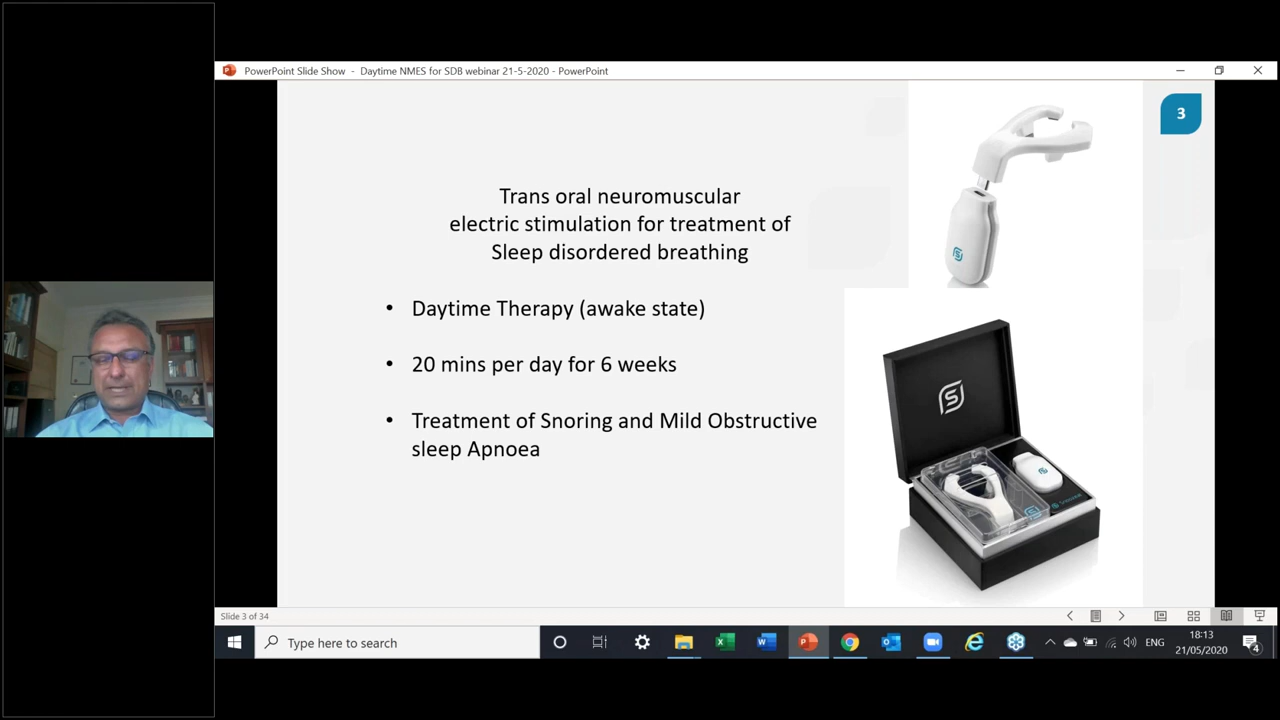 PowerPoint Slide Show - Daytime NMES for SDB webinar 21-5-2020 - PowerPoint
3
Trans oral neuromuscular
electric stimulation for treatment of
Sleep disordered breathing
• Daytime Therapy (awake state)
• 20 mins per day for 6 weeks
• Treatment of Snoring and Mild Obstructive
sleep Apnoea
Slide 3 of 34
Type here to search
ENG
18:13
21/05/2020
4